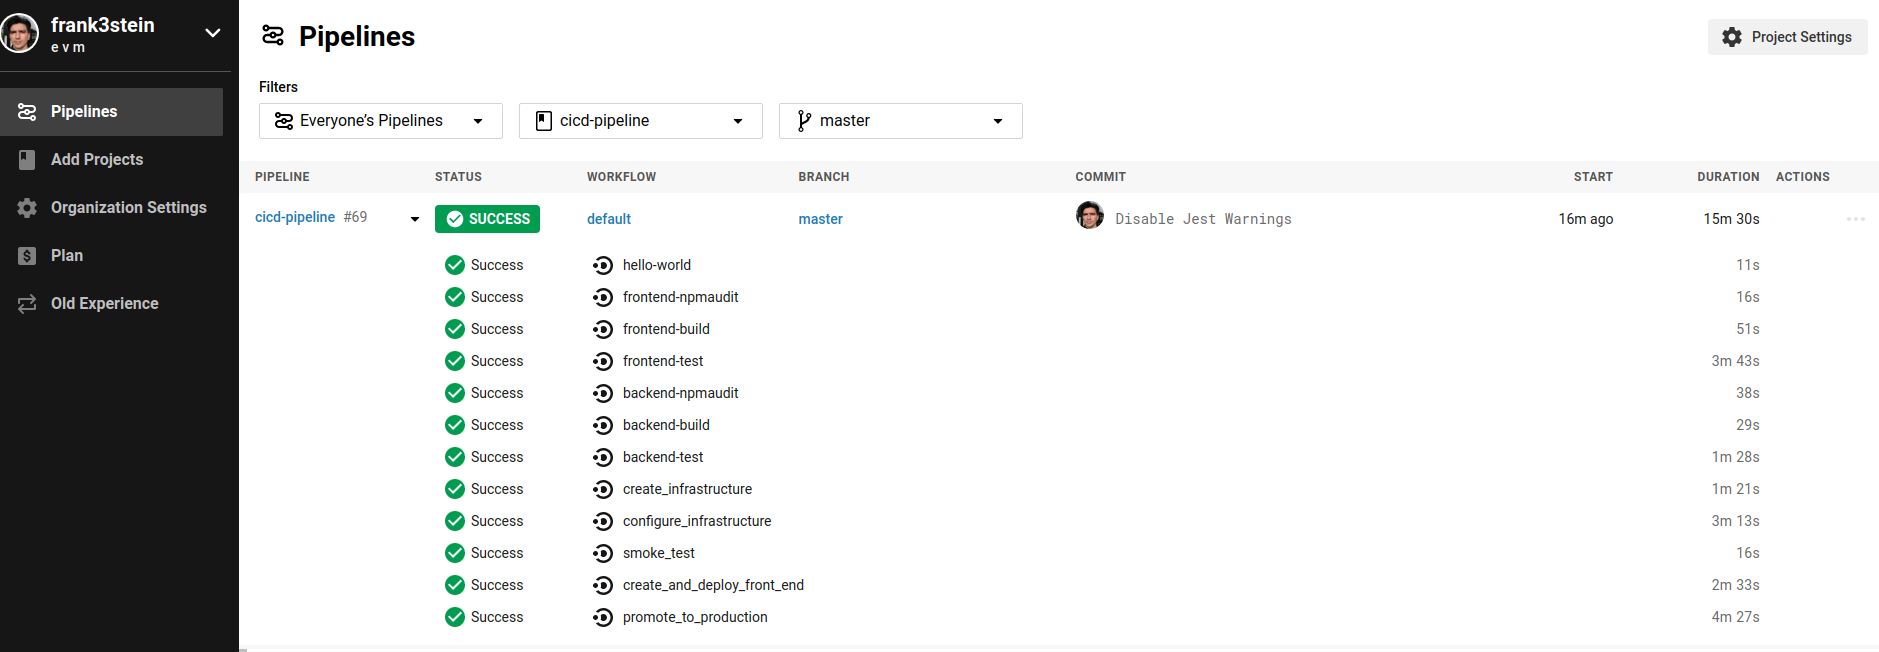 frank3stein
evm
Pipelines
Add Projects
Organization Settings
Plan
Old Experience
Pipelines
Project Settings
Filters
Everyone’s Pipelines
cicd-pipeline
master
PIPELINE STATUS WORKFLOW BRANCH COMMIT START DURATION ACTIONS
cicd-pipeline #69 SUCCESS default master Disable Jest Warnings 16m ago 15m 30s
Success hello-world 11s
Success frontend-npmaudit 16s
Success frontend-build 51s
Success frontend-test 3m 43s
Success backend-npmaudit 38s
Success backend-build 29s
Success backend-test 1m 28s
Success create_infrastructure 1m 21s
Success configure_infrastructure 3m 13s
Success smoke_test 16s
Success create_and_deploy_front_end 2m 33s
Success promote_to_production 4m 27s